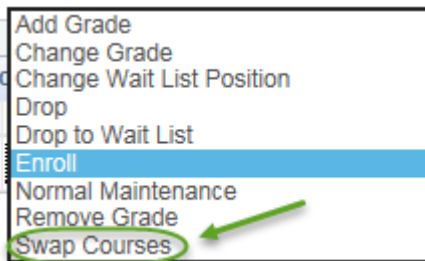 Add Grade
Change Grade
Change Wait List Position
Drop
Drop to Wait List
Enroll
Normal Maintenance
Remove Grade
Swap Courses